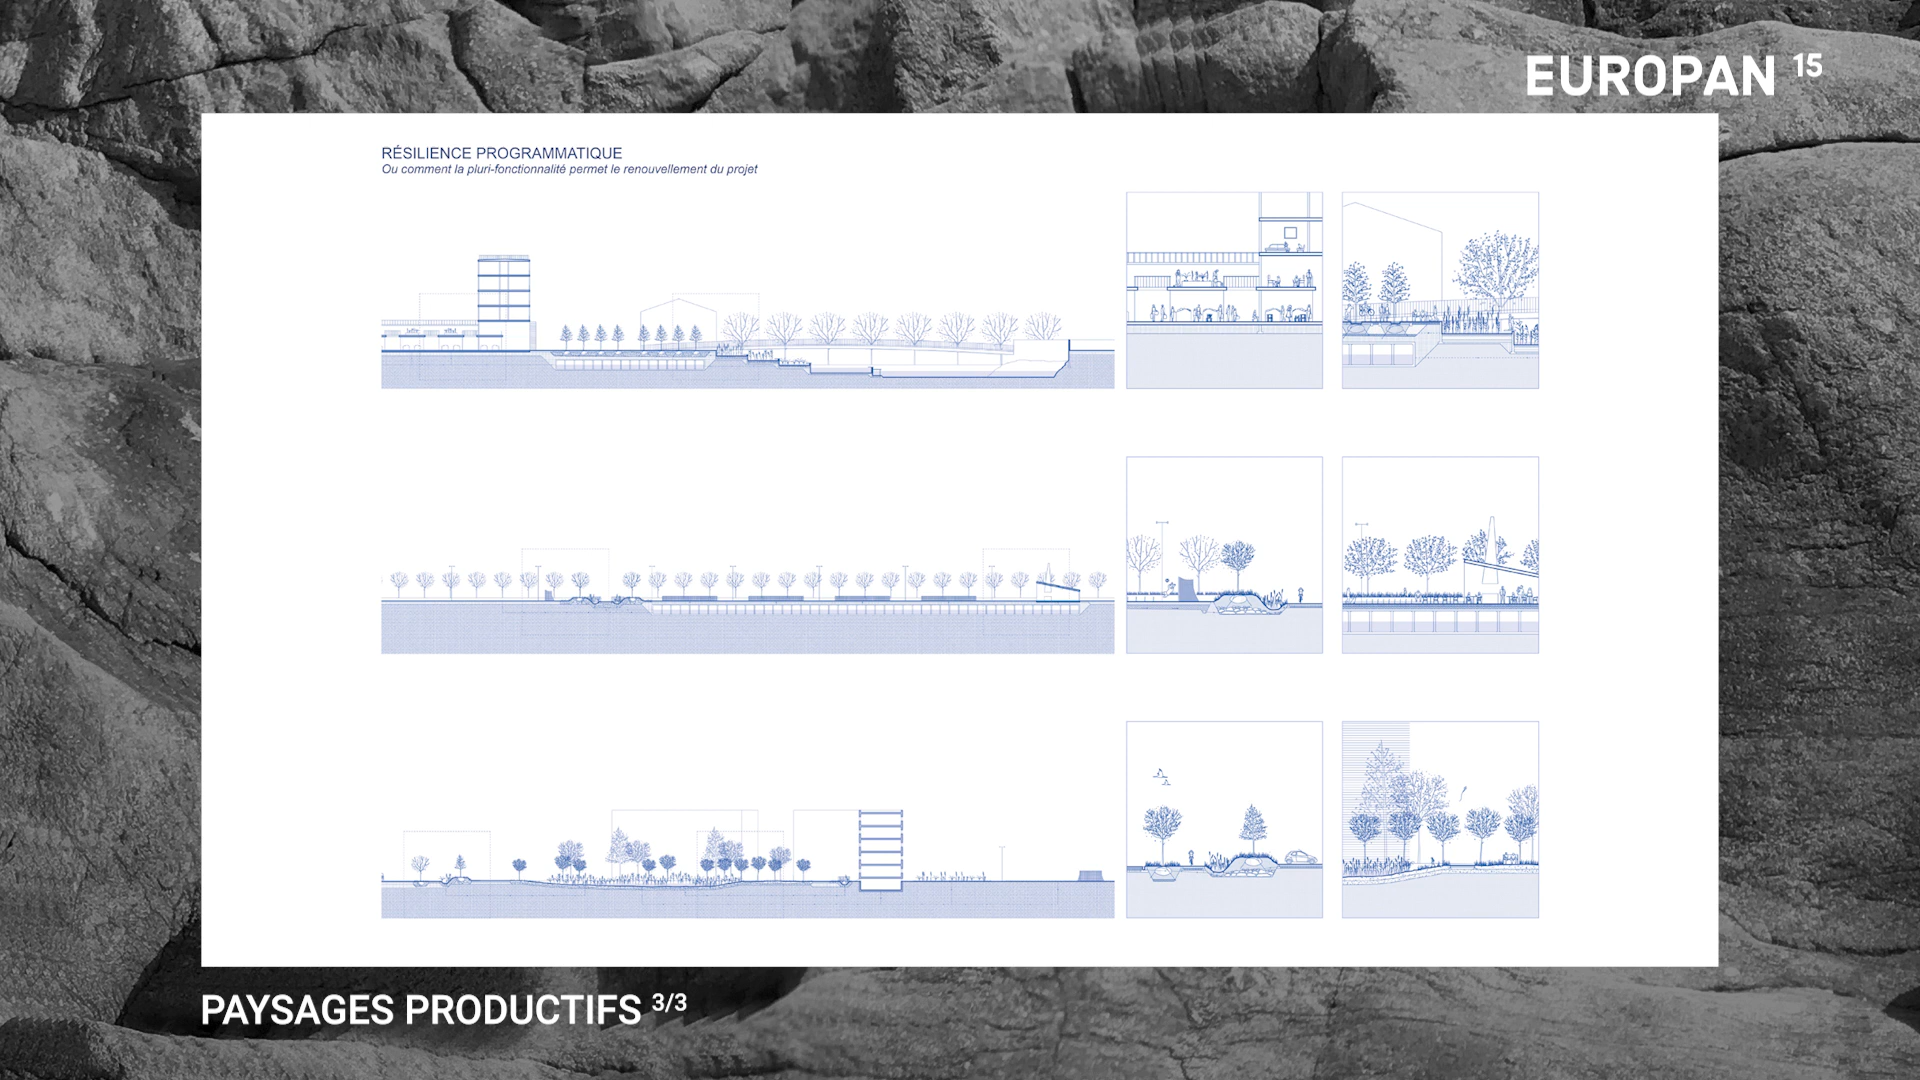 EUROPAN 15
RÉSILIENCE PROGRAMMATIQUE
Ou comment la pluri-fonctionnalité permet le renouvellement du projet
PAYSAGES PRODUCTIFS 3/3